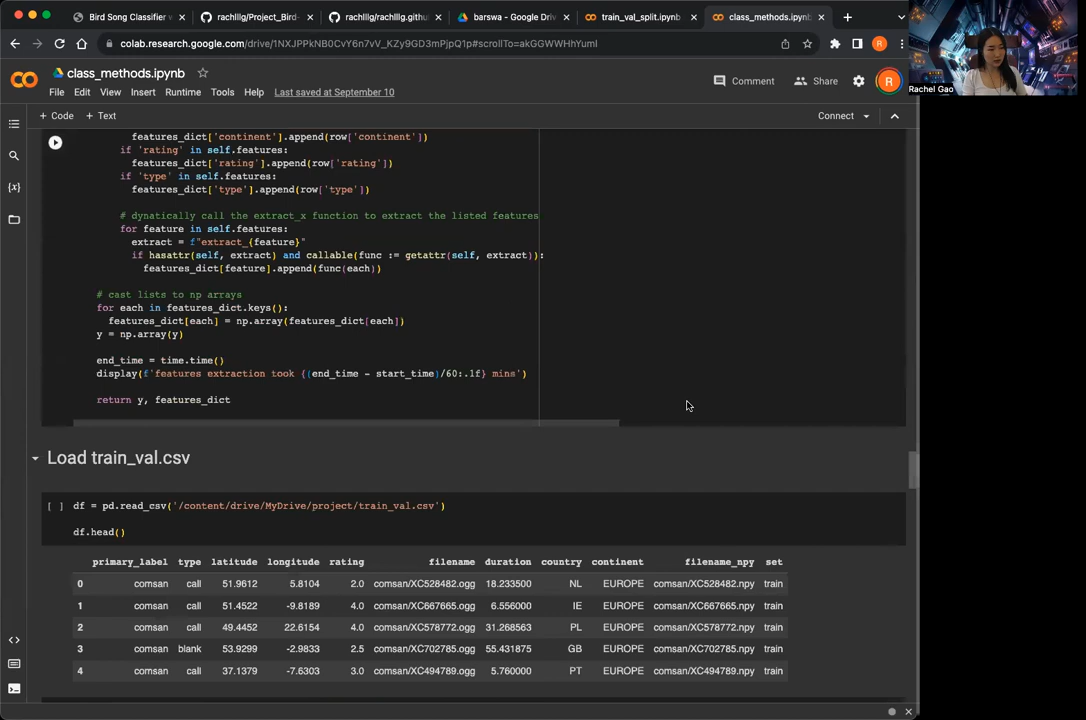 Bird Song Classifier w
rachlllg/Project_Bird-
rachlllg/rachlllg.githu
barswa - Google Driv
train_val_split.ipynb
class_methods.ipynb
colab.research.google.com/drive/1NXJPPkNB0CvY6n7vV_KZy9GD3mPjpQ1p#scrollTo=akGGWWHhYumI
R
Rachel Gao
class_methods.ipynb
Comment
Share
R
File Edit View Insert Runtime Tools Help Last saved at September 10
+ Code + Text
Connect
features_dict['continent'].append(row['continent'])
if 'rating' in self.features:
features_dict['rating'].append(row['rating'])
if 'type' in self.features:
features_dict['type'].append(row['type'])
# dynatically call the extract_x function to extract the listed features
for feature in self.features:
extract = f"extract_{feature}"
if hasattr(self, extract) and callable(func := getattr(self, extract)):
features_dict[feature].append(func(each))
# cast lists to np arrays
for each in features_dict.keys():
features_dict[each] = np.array(features_dict[each])
y = np.array(y)
end_time = time.time()
display(f'features extraction took {(end_time - start_time)/60:.1f} mins')
return y, features_dict
Load train_val.csv
[ ] df = pd.read_csv('/content/drive/MyDrive/project/train_val.csv')
df.head()
primary_label type latitude longitude rating filename duration country continent filename_npy set
0 comsan call 51.9612 5.8104 2.0 comsan/XC528482.ogg 18.233500 NL EUROPE comsan/XC528482.npy train
1 comsan call 51.4522 -9.8189 4.0 comsan/XC667665.ogg 6.556000 IE EUROPE comsan/XC667665.npy train
2 comsan call 49.4452 22.6154 4.0 comsan/XC578772.ogg 31.268563 PL EUROPE comsan/XC578772.npy train
3 comsan blank 53.9299 -2.9833 2.5 comsan/XC702785.ogg 55.431875 GB EUROPE comsan/XC702785.npy train
4 comsan call 37.1379 -7.6303 3.0 comsan/XC494789.ogg 5.760000 PT EUROPE comsan/XC494789.npy train